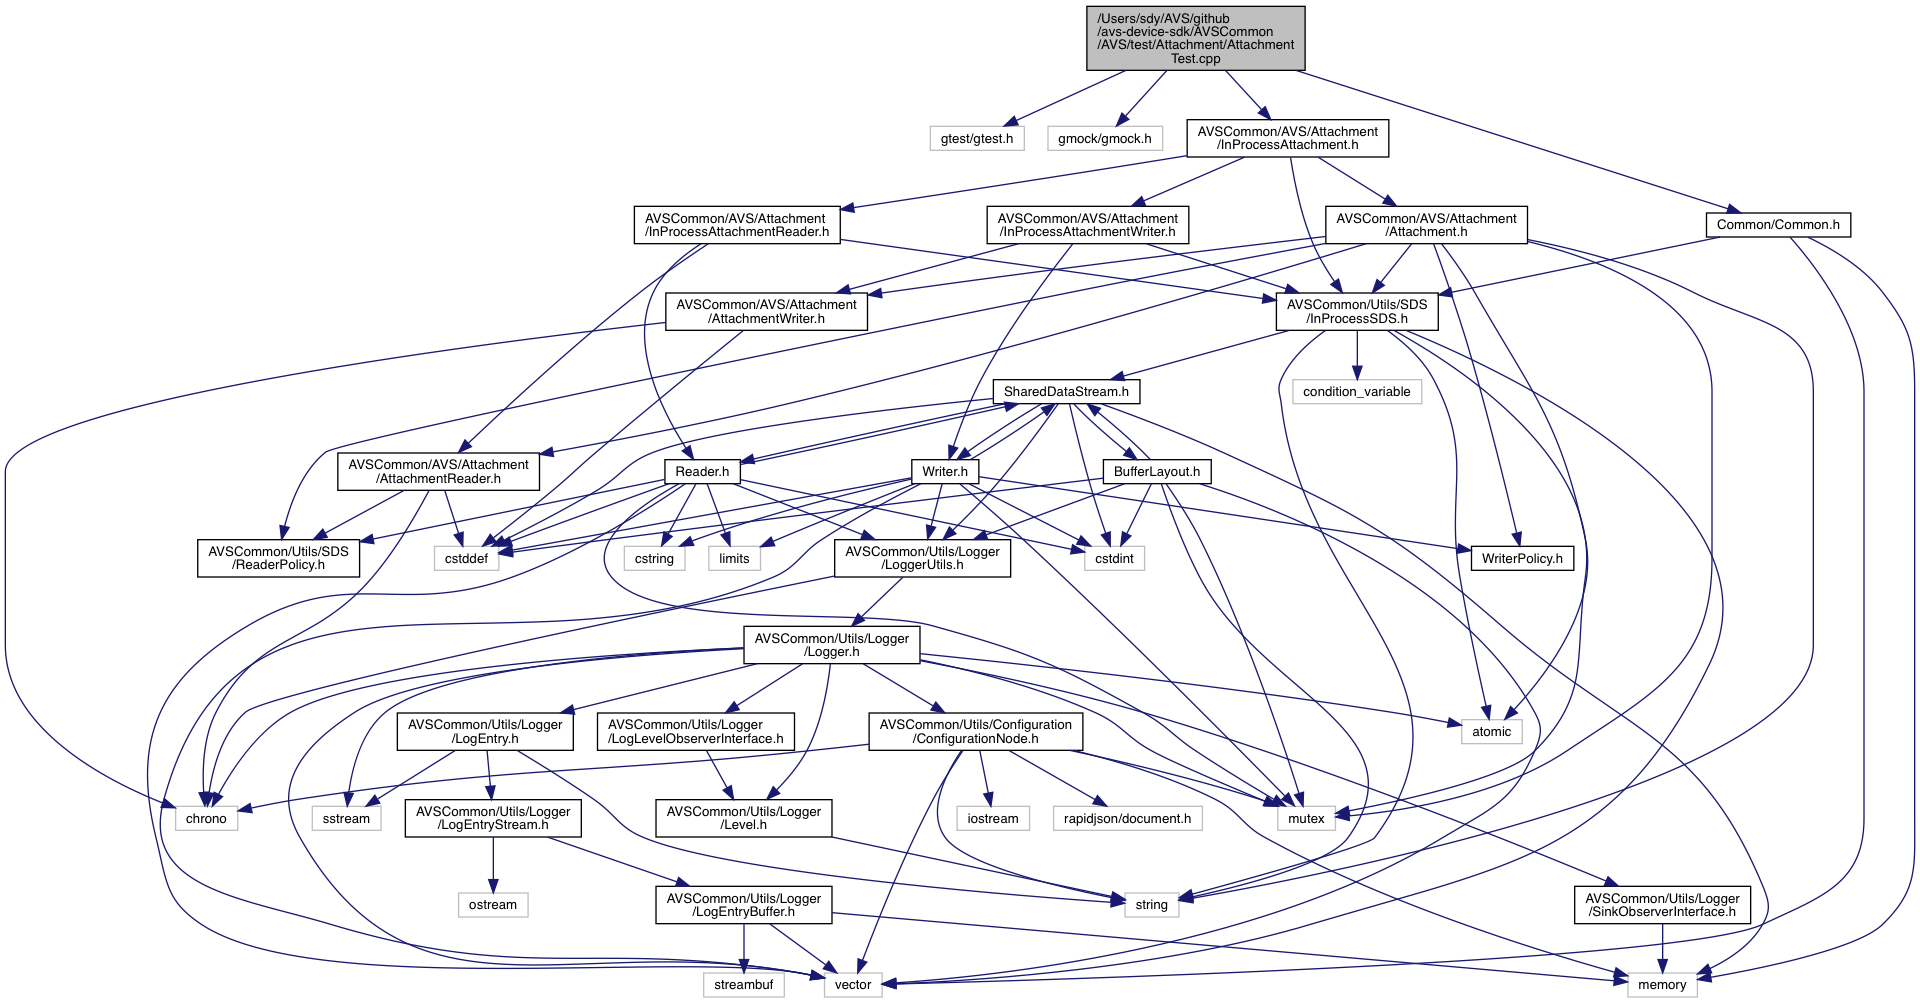 /Users/sdy/AVS/github
/avs-device-sdk/AVSCommon
/AVS/test/Attachment/Attachment
Test.cpp
gtest/gtest.h
gmock/gmock.h
AVSCommon/AVS/Attachment
/InProcessAttachment.h
AVSCommon/AVS/Attachment
/InProcessAttachmentReader.h
AVSCommon/AVS/Attachment
/InProcessAttachmentWriter.h
AVSCommon/AVS/Attachment
/Attachment.h
Common/Common.h
AVSCommon/AVS/Attachment
/AttachmentWriter.h
AVSCommon/Utils/SDS
/InProcessSDS.h
SharedDataStream.h
condition_variable
AVSCommon/AVS/Attachment
/AttachmentReader.h
Reader.h
Writer.h
BufferLayout.h
AVSCommon/Utils/SDS
/ReaderPolicy.h
cstddef
cstring
limits
AVSCommon/Utils/Logger
/LoggerUtils.h
cstdint
WriterPolicy.h
AVSCommon/Utils/Logger
/Logger.h
AVSCommon/Utils/Logger
/LogEntry.h
AVSCommon/Utils/Logger
/LogLevelObserverInterface.h
AVSCommon/Utils/Configuration
/ConfigurationNode.h
atomic
chrono
sstream
AVSCommon/Utils/Logger
/LogEntryStream.h
AVSCommon/Utils/Logger
/Level.h
iostream
rapidjson/document.h
mutex
ostream
AVSCommon/Utils/Logger
/LogEntryBuffer.h
string
AVSCommon/Utils/Logger
/SinkObserverInterface.h
streambuf
vector
memory